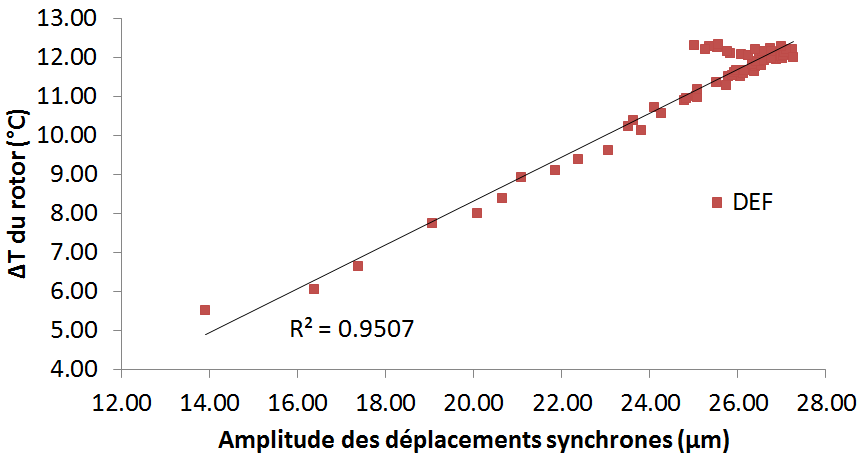 13.00
12.00
11.00
10.00
9.00
8.00
7.00
6.00
5.00
4.00
ΔT du rotor (°C)
DEF
R² = 0.9507
12.00 14.00 16.00 18.00 20.00 22.00 24.00 26.00 28.00
Amplitude des déplacements synchrones (µm)